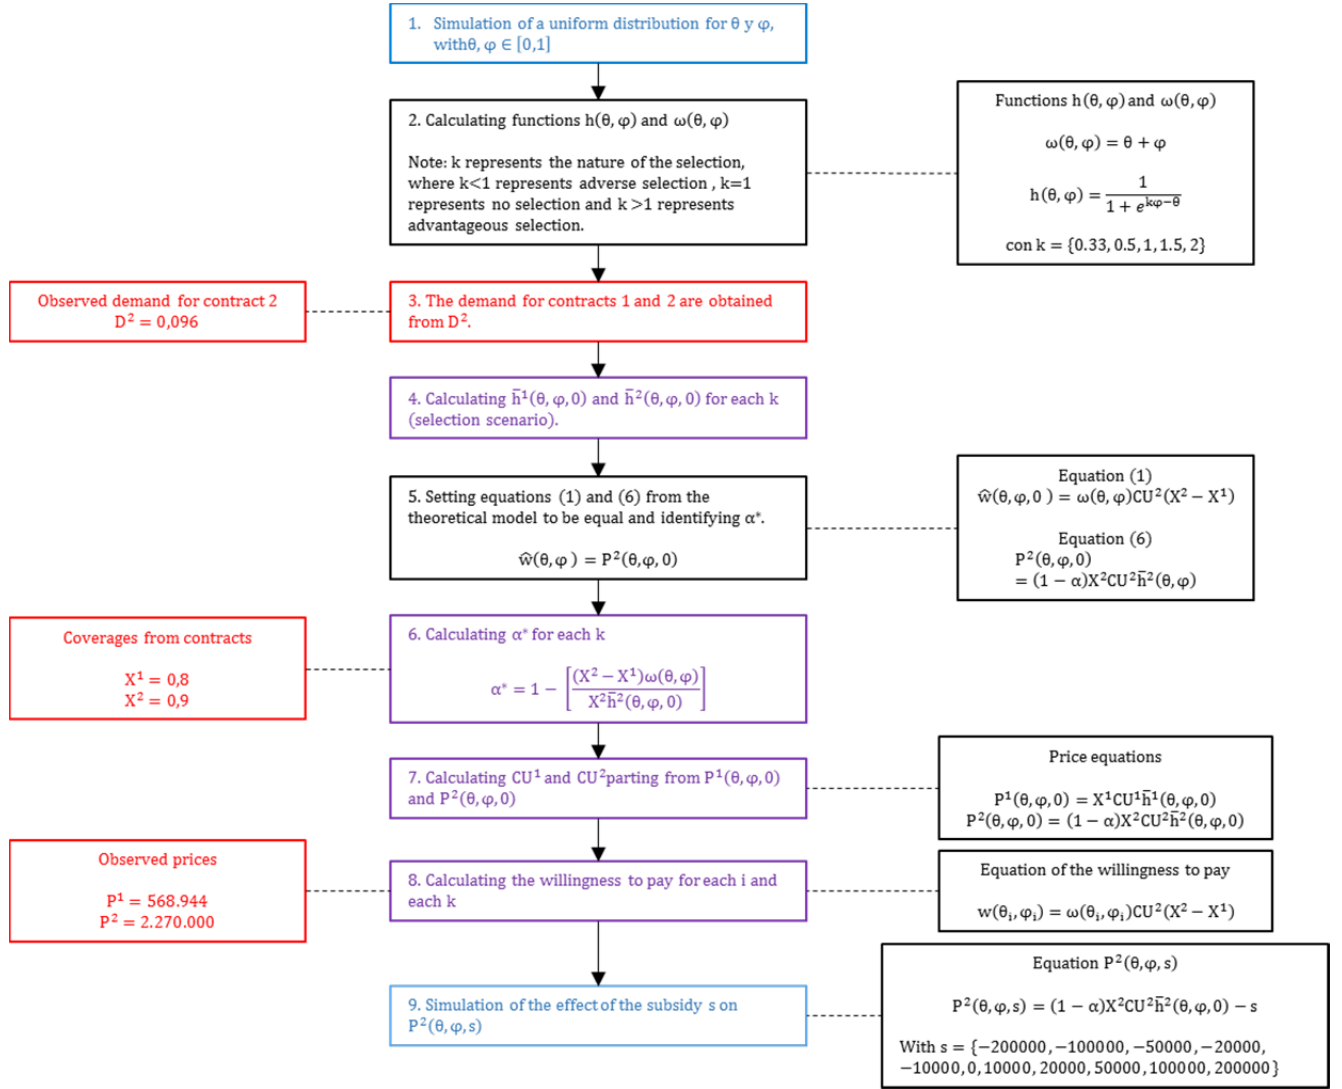 1. Simulation of a uniform distribution for θ y φ,
withθ, φ ∈ [0,1]
2. Calculating functions h(θ, φ) and ω(θ, φ)
Note: k represents the nature of the selection,
where k<1 represents adverse selection , k=1
represents no selection and k >1 represents
advantageous selection.
Functions h(θ, φ) and ω(θ, φ)
ω(θ, φ) = θ + φ
h(θ, φ) = 1 / (1 + e^{kφ−θ})
con k = {0.33, 0.5, 1, 1.5, 2}
Observed demand for contract 2
D² = 0,096
3. The demand for contracts 1 and 2 are obtained
from D².
4. Calculating h̄¹(θ, φ, 0) and h̄²(θ, φ, 0) for each k
(selection scenario).
5. Setting equations (1) and (6) from the
theoretical model to be equal and identifying α*.
ŵ(θ, φ ) = P²(θ, φ, 0)
Equation (1)
ŵ(θ, φ, 0 ) = ω(θ, φ)CU²(X² − X¹)
Equation (6)
P²(θ, φ, 0)
= (1 − α)X²CU²h̄²(θ, φ)
Coverages from contracts
X¹ = 0,8
X² = 0,9
6. Calculating α* for each k
α* = 1 − [(X² − X¹)ω(θ, φ) / X²h̄²(θ, φ, 0)]
7. Calculating CU¹ and CU²parting from P¹(θ, φ, 0)
and P²(θ, φ, 0)
Price equations
P¹(θ, φ, 0) = X¹CU¹h̄¹(θ, φ, 0)
P²(θ, φ, 0) = (1 − α)X²CU²h̄²(θ, φ, 0)
Observed prices
P¹ = 568.944
P² = 2.270.000
8. Calculating the willingness to pay for each i and
each k
Equation of the willingness to pay
w(θᵢ, φᵢ) = ω(θᵢ, φᵢ)CU²(X² − X¹)
9. Simulation of the effect of the subsidy s on
P²(θ, φ, s)
Equation P²(θ, φ, s)
P²(θ, φ, s) = (1 − α)X²CU²h̄²(θ, φ, 0) − s
With s = {−200000, −100000, −50000, −20000,
−10000, 0, 10000, 20000, 50000, 100000, 200000}